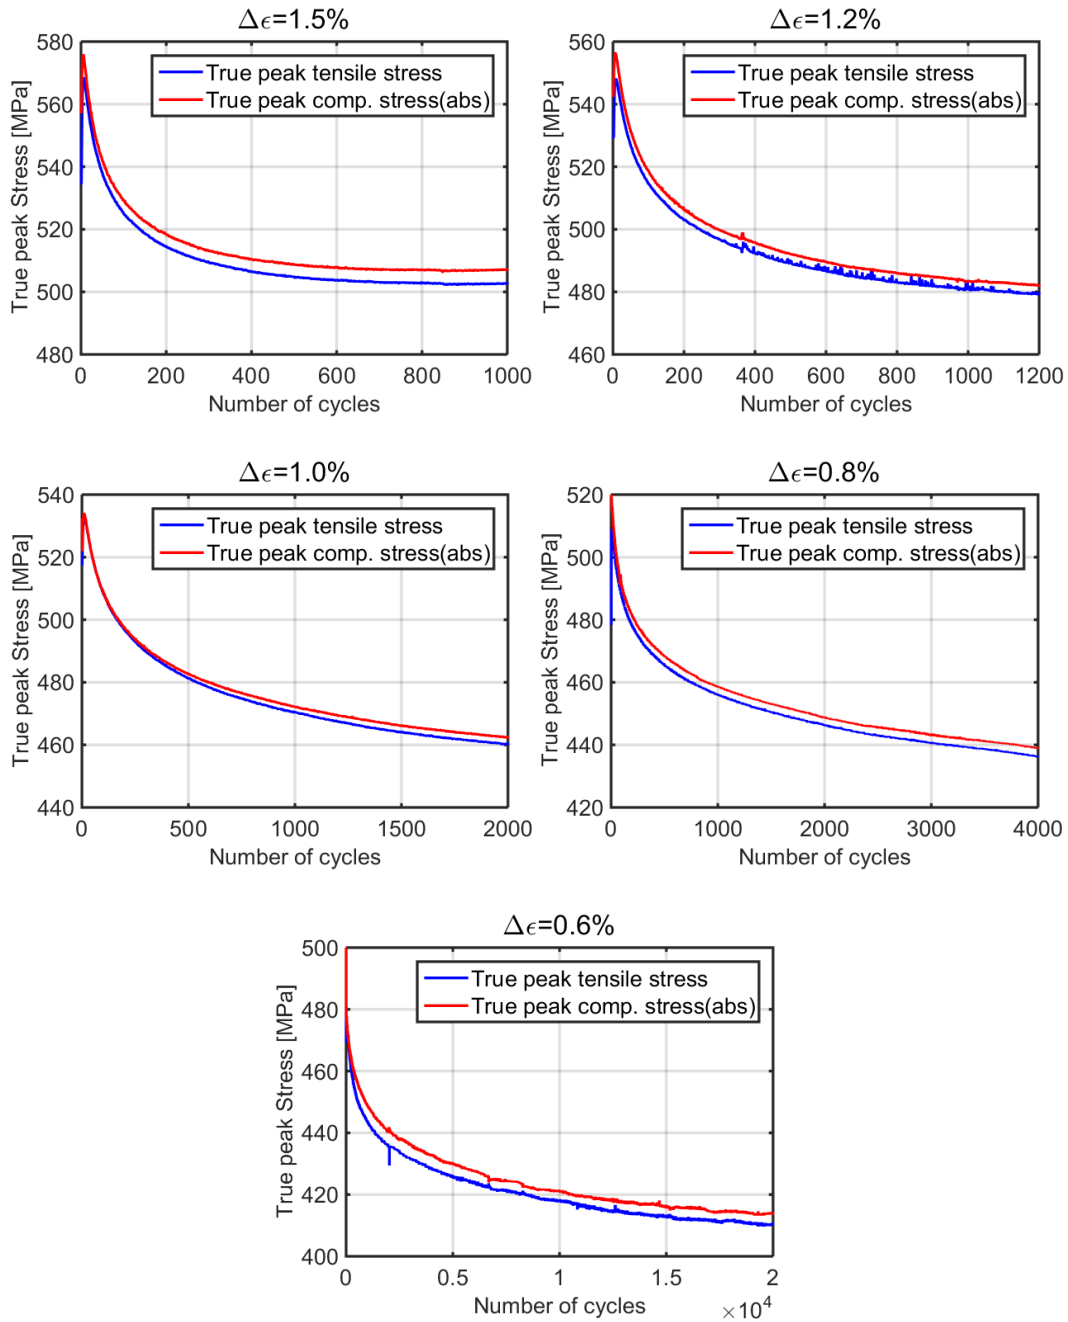 Δϵ=1.5%
True peak Stress [MPa]
580
560
540
520
500
480
True peak tensile stress
True peak comp. stress(abs)
0 200 400 600 800 1000
Number of cycles
Δϵ=1.2%
True peak Stress [MPa]
560
540
520
500
480
460
True peak tensile stress
True peak comp. stress(abs)
0 200 400 600 800 1000 1200
Number of cycles
Δϵ=1.0%
True peak Stress [MPa]
540
520
500
480
460
440
True peak tensile stress
True peak comp. stress(abs)
0 500 1000 1500 2000
Number of cycles
Δϵ=0.8%
True peak Stress [MPa]
520
500
480
460
440
420
True peak tensile stress
True peak comp. stress(abs)
0 1000 2000 3000 4000
Number of cycles
Δϵ=0.6%
True peak Stress [MPa]
500
480
460
440
420
400
True peak tensile stress
True peak comp. stress(abs)
0 0.5 1 1.5 2
Number of cycles
×10⁴